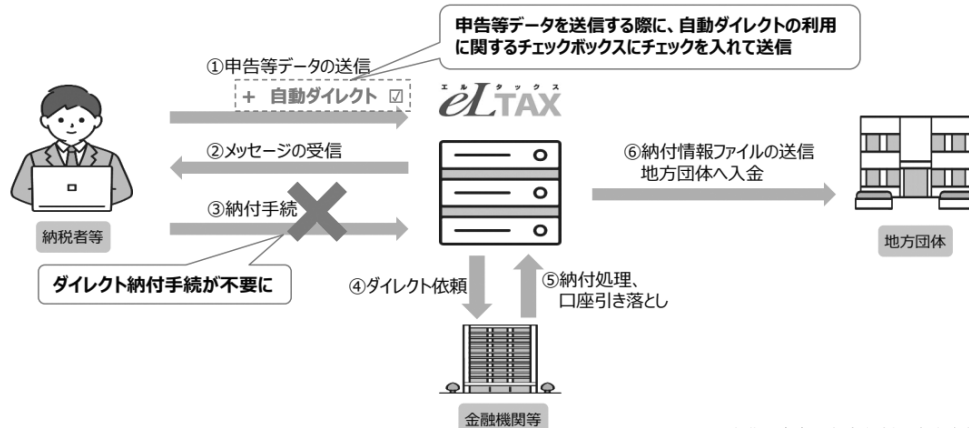 申告等データを送信する際に、自動ダイレクトの利用
に関するチェックボックスにチェックを入れて送信
①申告等データの送信
+ 自動ダイレクト ☑
エルタックス
eLTAX
②メッセージの受信
③納付手続
納税者等
ダイレクト納付手続が不要に
④ダイレクト依頼
⑤納付処理、
口座引き落とし
⑥納付情報ファイルの送信
地方団体へ入金
地方団体
金融機関等